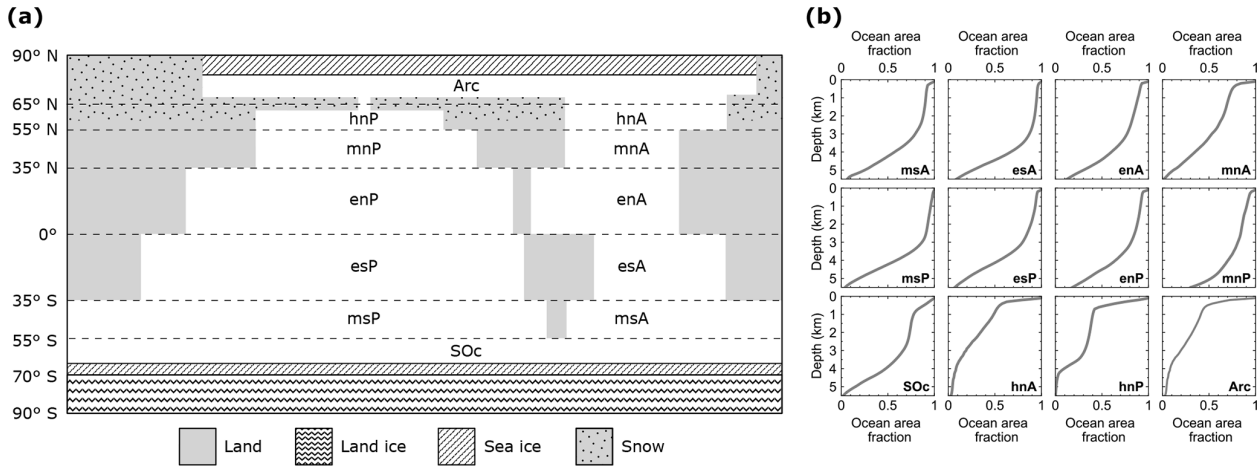 (a)
90° N
65° N
55° N
35° N
0°
35° S
55° S
70° S
90° S
Arc
hnP hnA
mnP mnA
enP enA
esP esA
msP msA
SOc
Land Land ice Sea ice Snow
(b)
Ocean area fraction Ocean area fraction Ocean area fraction Ocean area fraction
0 0.5 1 0 0.5 1 0 0.5 1 0 0.5 1
Depth (km)
0
1
2
3
4
5
msA esA enA mnA
Depth (km)
0
1
2
3
4
5
msP esP enP mnP
Depth (km)
0
1
2
3
4
5
SOc hnA hnP Arc
0 0.5 1 0 0.5 1 0 0.5 1 0 0.5 1
Ocean area fraction Ocean area fraction Ocean area fraction Ocean area fraction